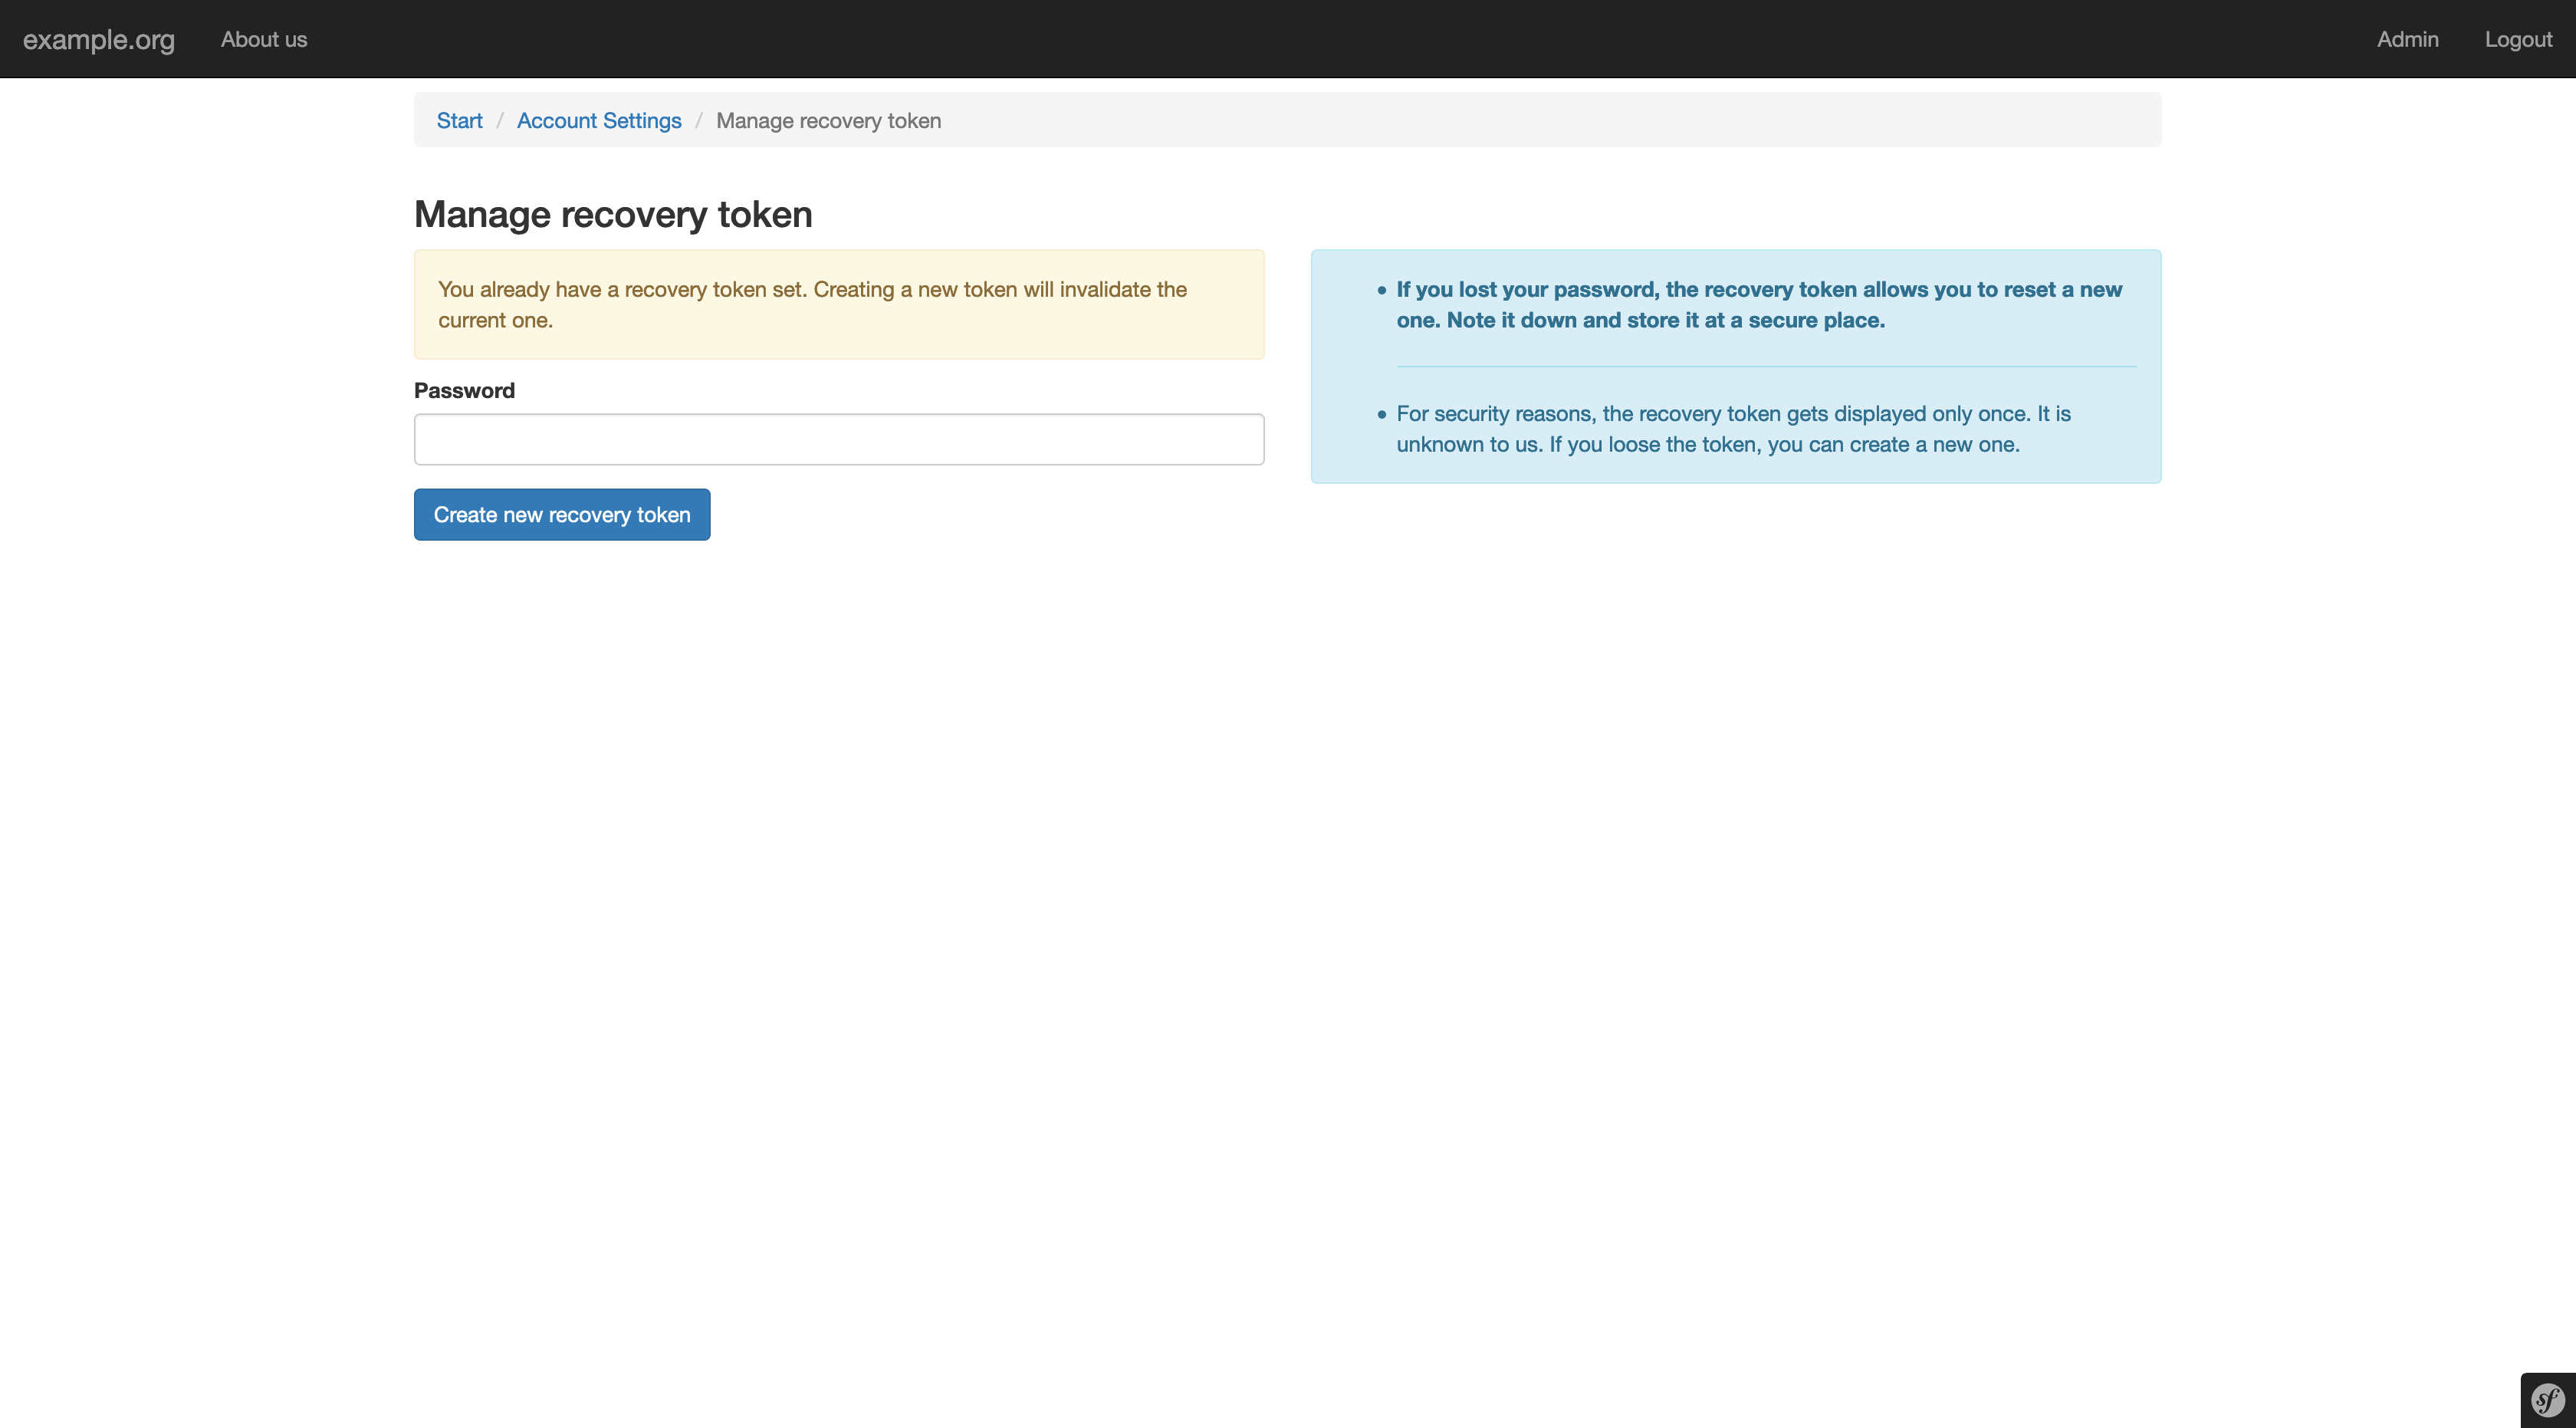 example.org About us Admin Logout
Start / Account Settings / Manage recovery token
Manage recovery token
You already have a recovery token set. Creating a new token will invalidate the
current one.
Password
Create new recovery token
• If you lost your password, the recovery token allows you to reset a new
one. Note it down and store it at a secure place.
• For security reasons, the recovery token gets displayed only once. It is
unknown to us. If you loose the token, you can create a new one.
sf